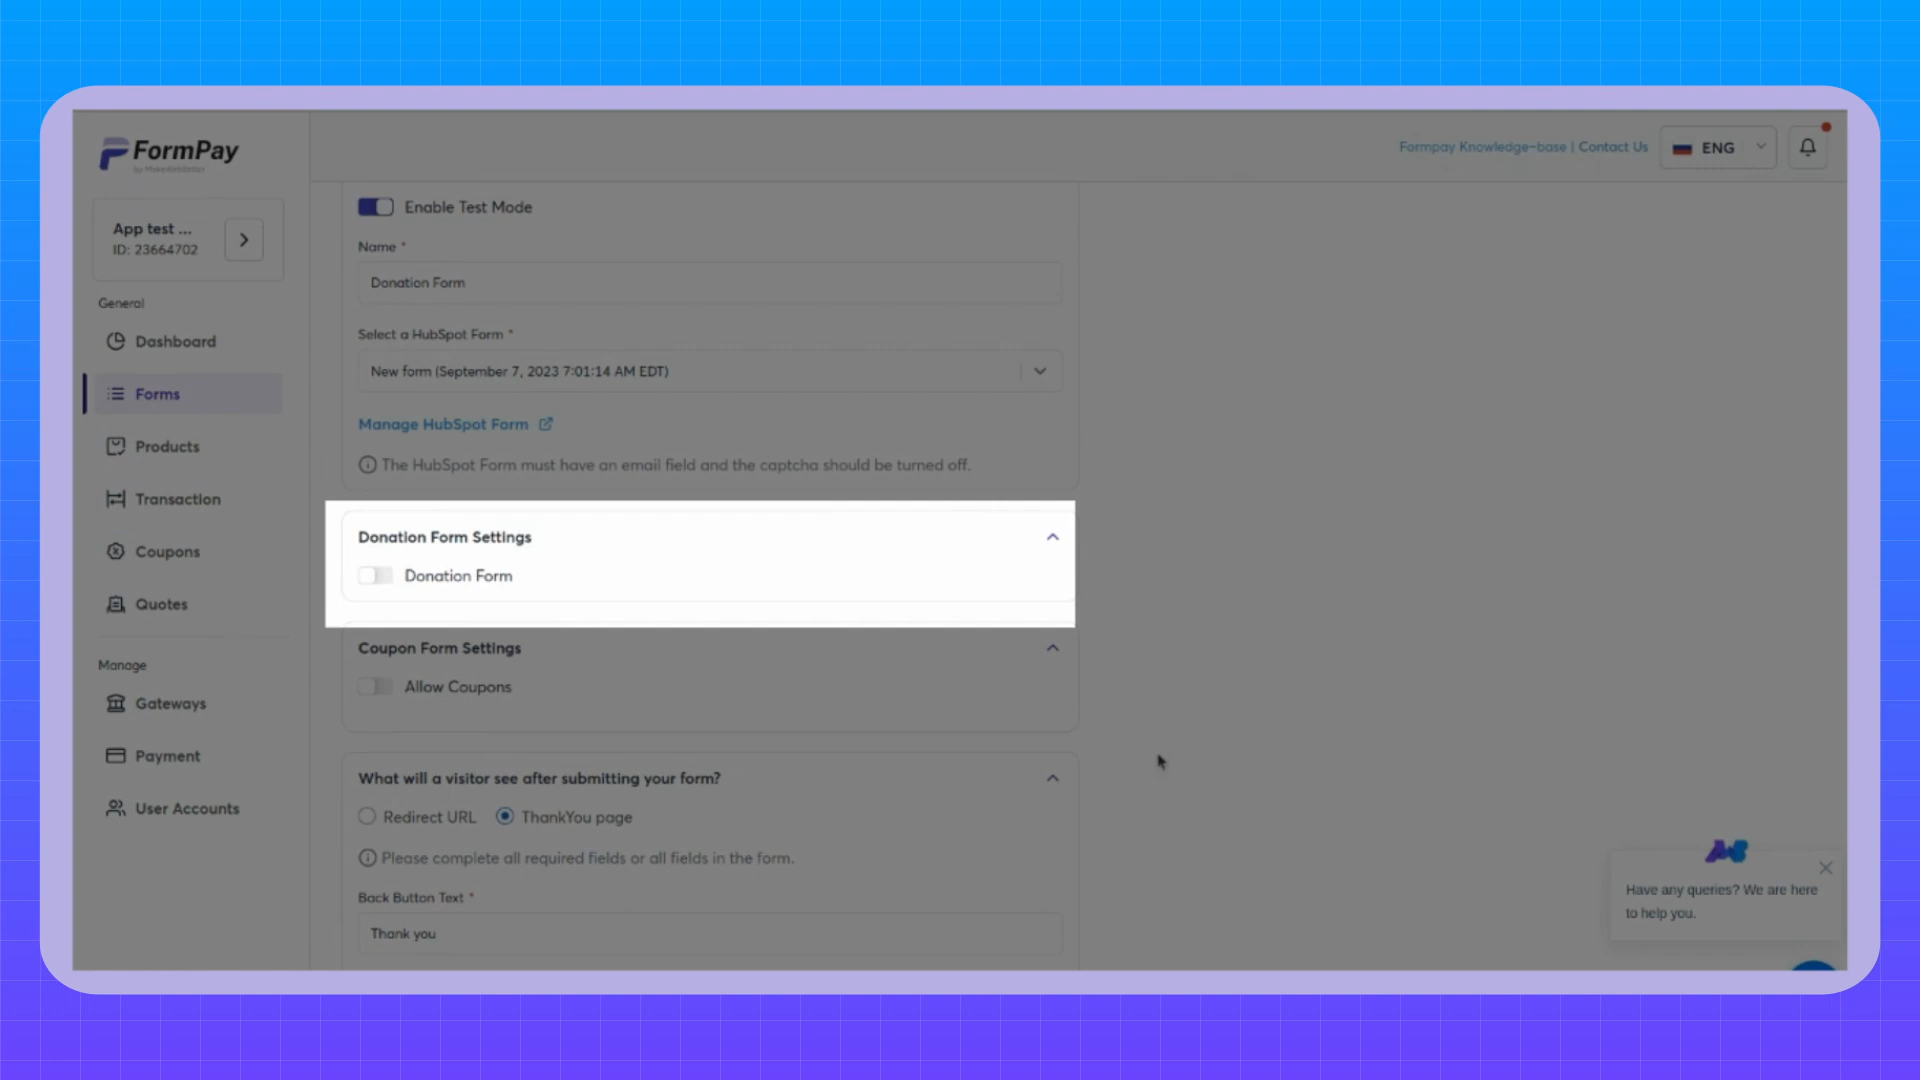 FormPay
by MakeWebBetter
Formpay Knowledge-base | Contact Us
ENG
App test ...
ID: 23664702
General
Dashboard
Forms
Products
Transaction
Coupons
Quotes
Manage
Gateways
Payment
User Accounts
Enable Test Mode
Name *
Donation Form
Select a HubSpot Form *
New form (September 7, 2023 7:01:14 AM EDT)
Manage HubSpot Form
The HubSpot Form must have an email field and the captcha should be turned off.
Donation Form Settings
Donation Form
Coupon Form Settings
Allow Coupons
What will a visitor see after submitting your form?
Redirect URL ThankYou page
Please complete all required fields or all fields in the form.
Back Button Text *
Thank you
Have any queries? We are here
to help you.